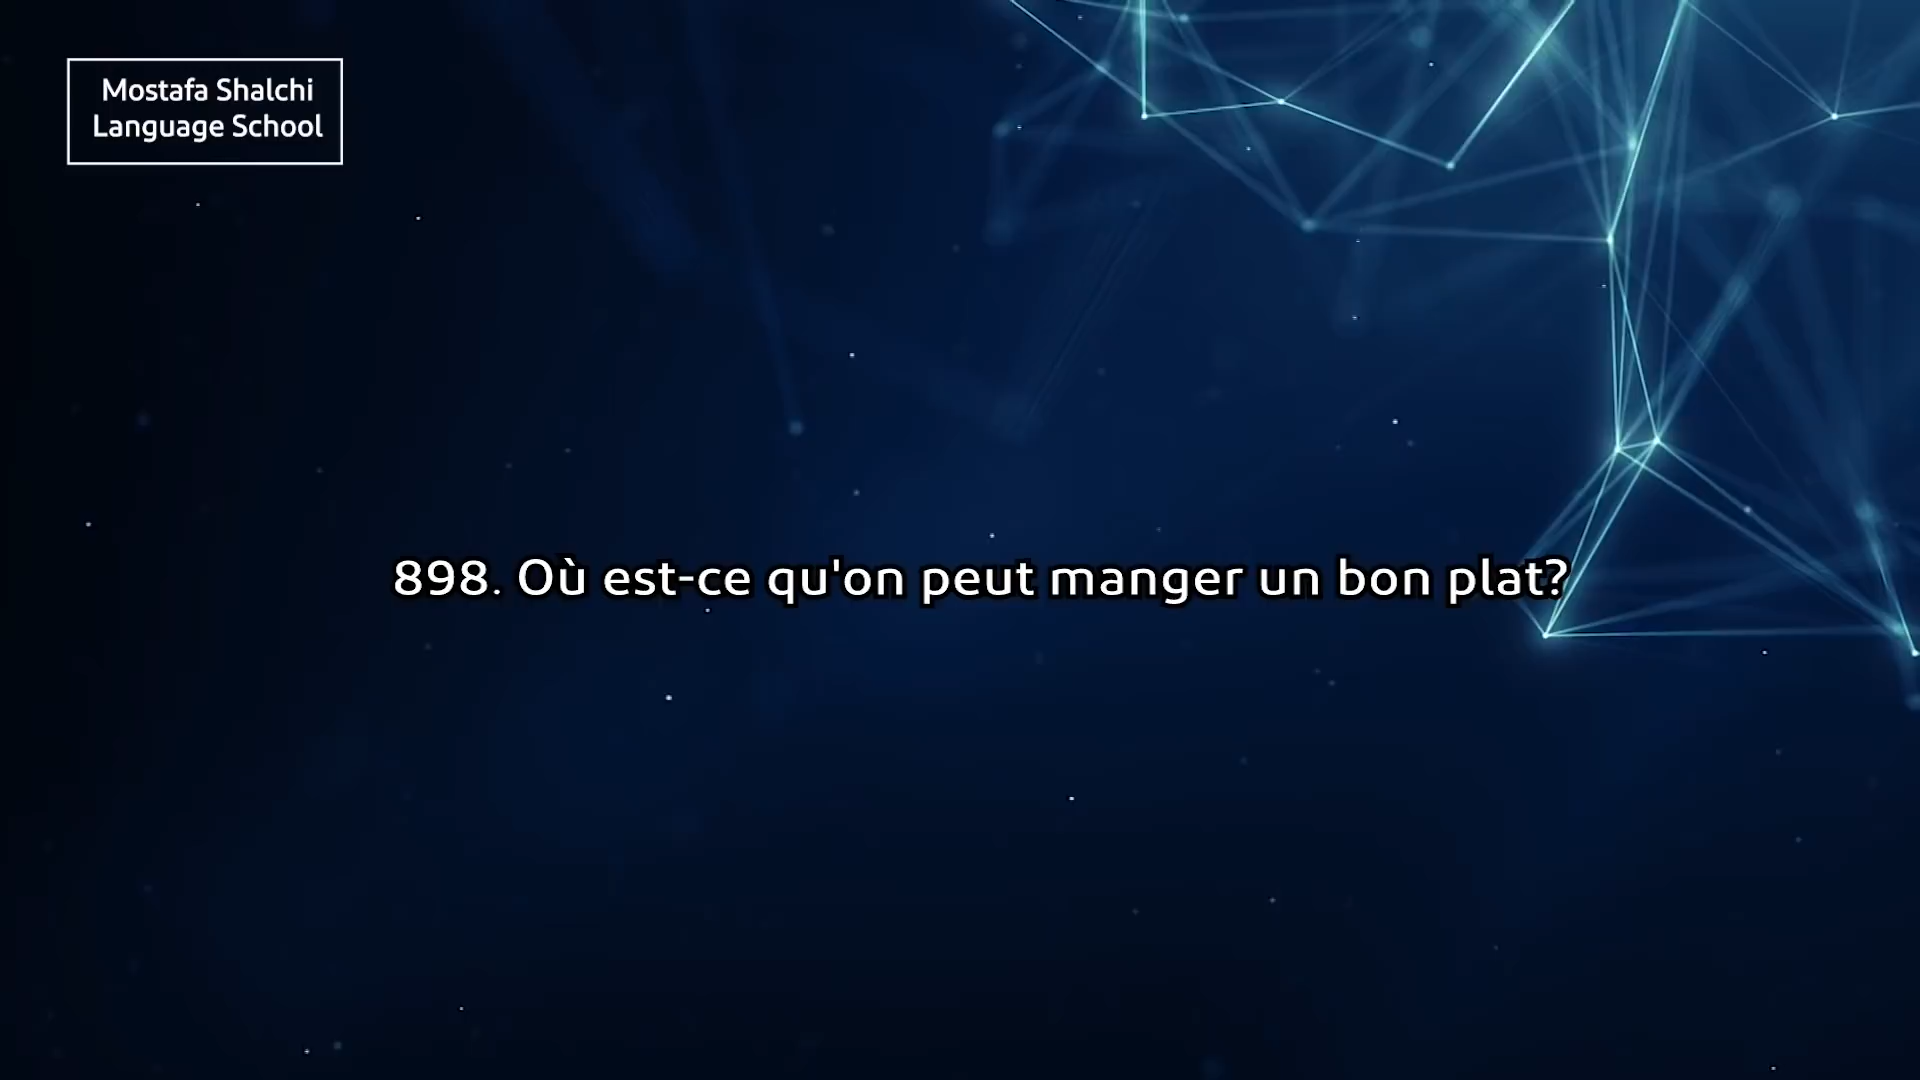 Mostafa Shalchi
Language School
898. Où est-ce qu'on peut manger un bon plat?